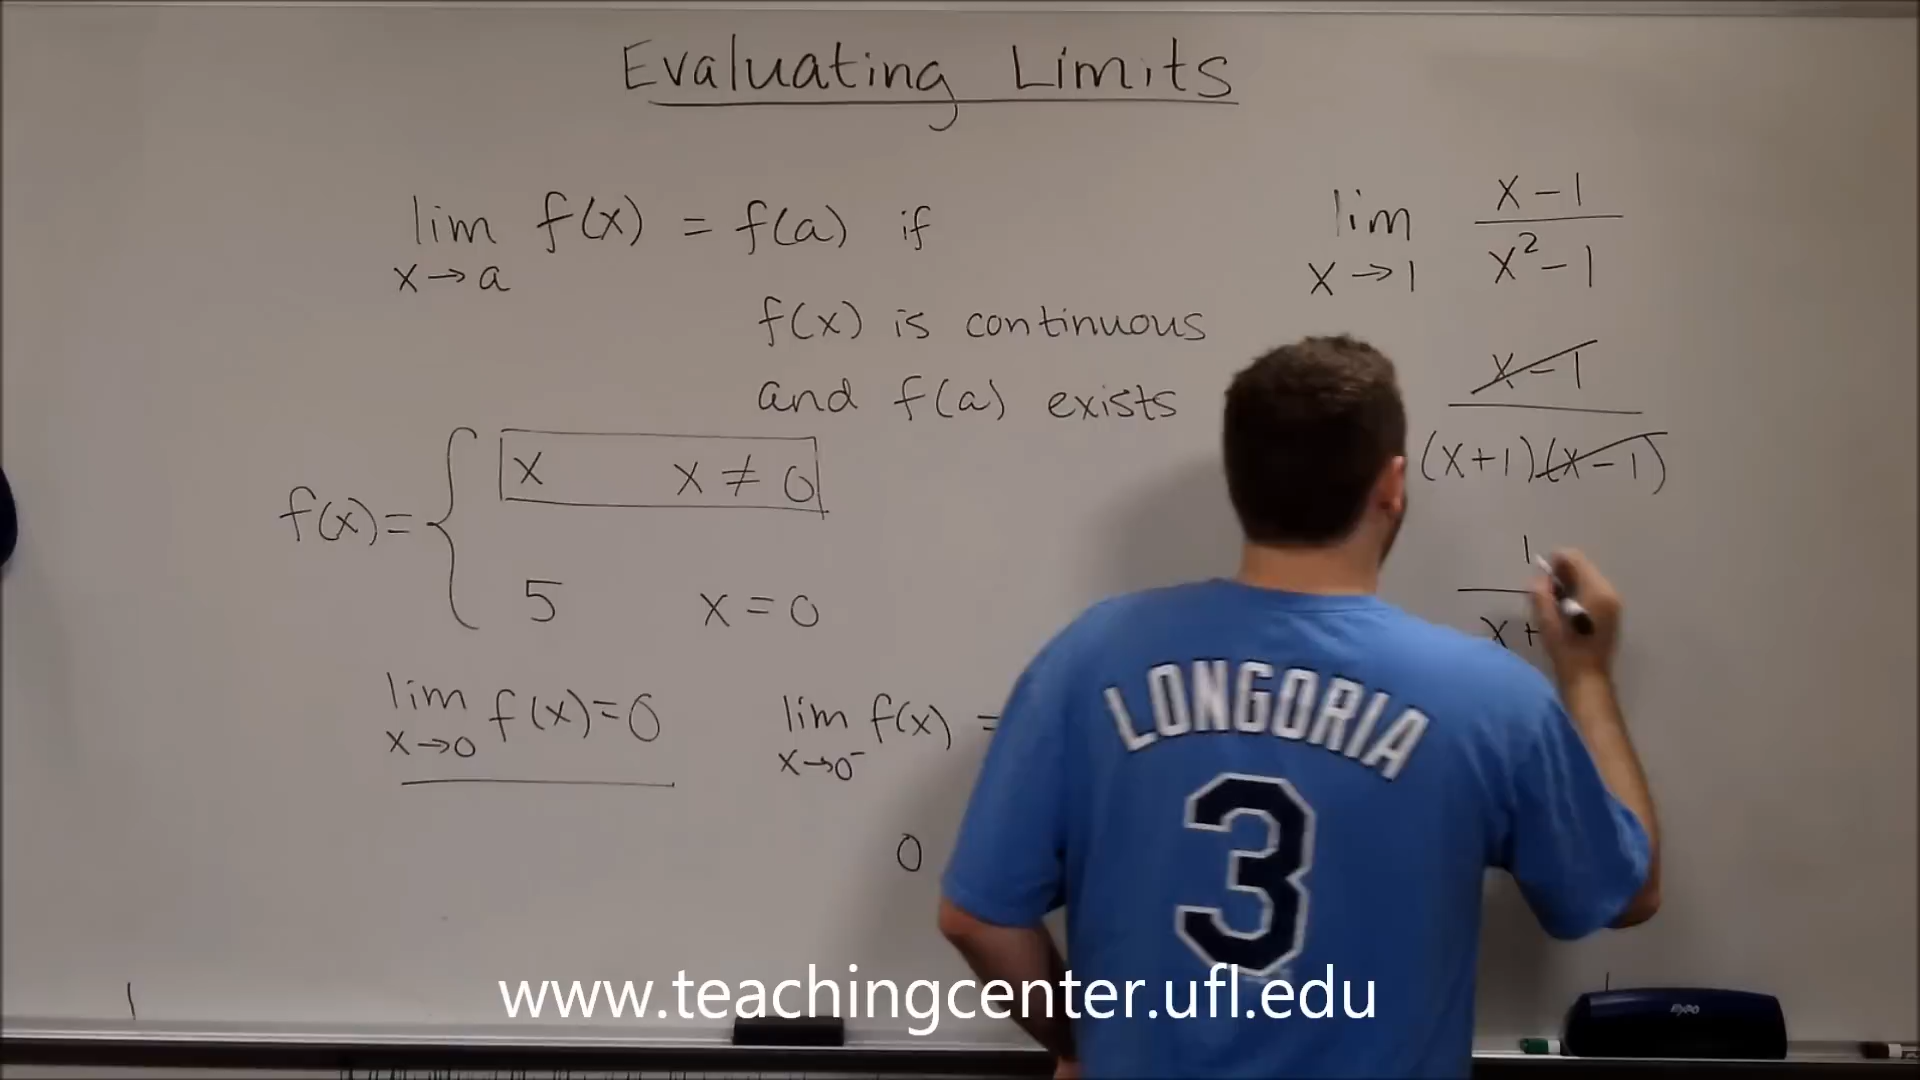 Evaluating Limits
lim f(x) = f(a) if
x→a
f(x) is continuous
and f(a) exists
f(x)= { x x ≠ 0
5 x = 0
lim f(x)=0
x→0
lim f(x) =
x→0⁻
0
lim x-1
x→1 x²-1
x-1
(x+1)(x-1)
1
x+
LONGORIA
3
www.teachingcenter.ufl.edu
EXPO